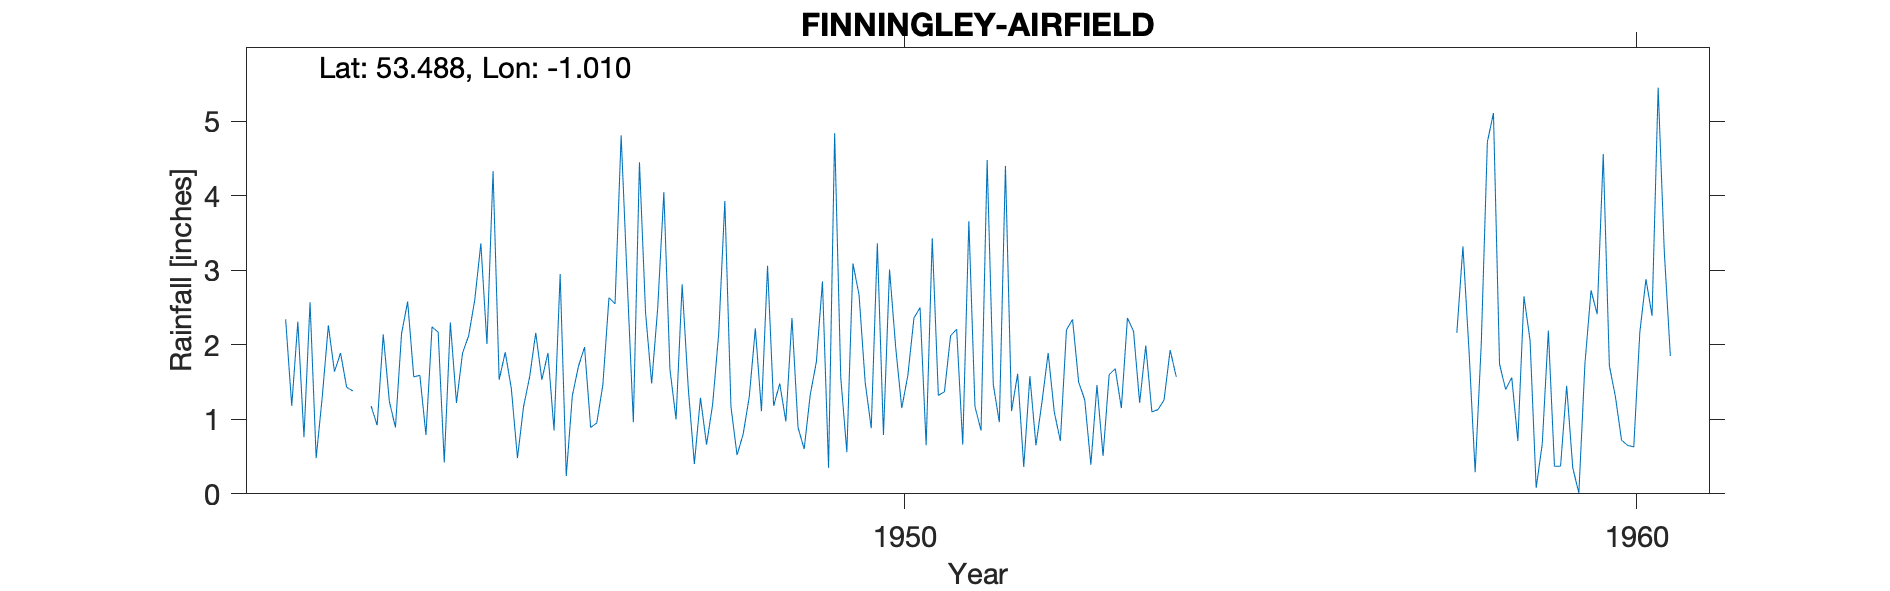 FINNINGLEY-AIRFIELD
Lat: 53.488, Lon: -1.010
Rainfall [inches]
5
4
3
2
1
0
1950
1960
Year